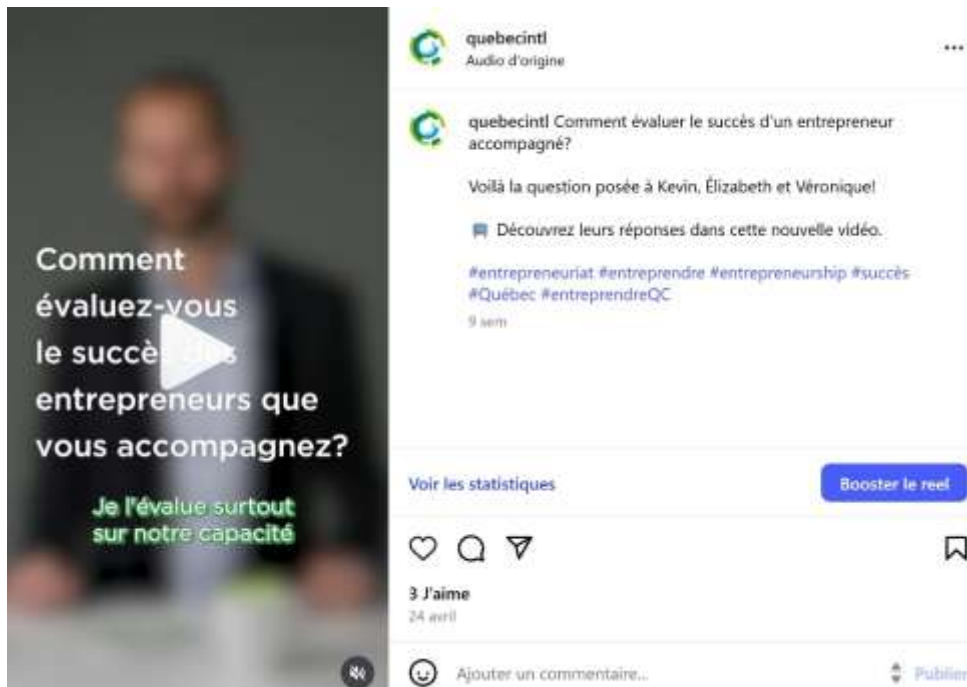 Comment
évaluez-vous
le succès des
entrepreneurs que
vous accompagnez?
Je l'évalue surtout
sur notre capacité
quebecintl
Audio d'origine
quebecintl Comment évaluer le succès d'un entrepreneur
accompagné?
Voilà la question posée à Kevin, Élizabeth et Véronique!
Découvrez leurs réponses dans cette nouvelle vidéo.
#entrepreneuriat #entreprendre #entrepreneurship #succès
#Québec #entreprendreQC
9 sem
Voir les statistiques
Booster le reel
3 J'aime
24 avril
Ajouter un commentaire...
Publier